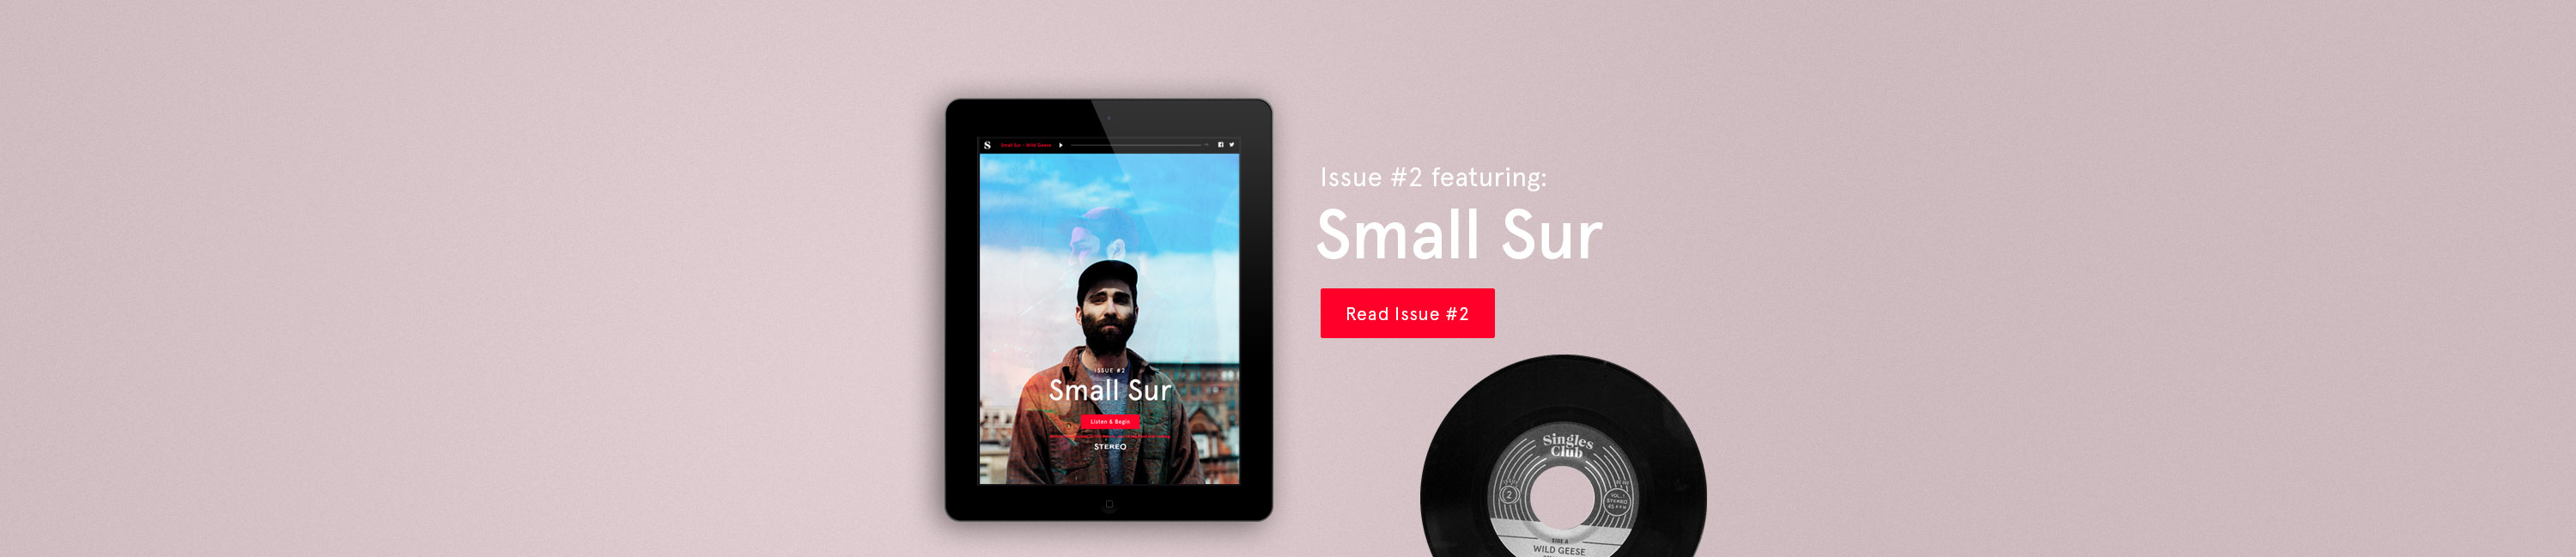 S Small Sur - Wild Geese
ISSUE #2
Small Sur
Listen & Begin
STEREO
Issue #2 featuring:
Small Sur
Read Issue #2
Singles
Club
2
VOL. 1
STEREO
45 RPM
SIDE A
WILD GEESE